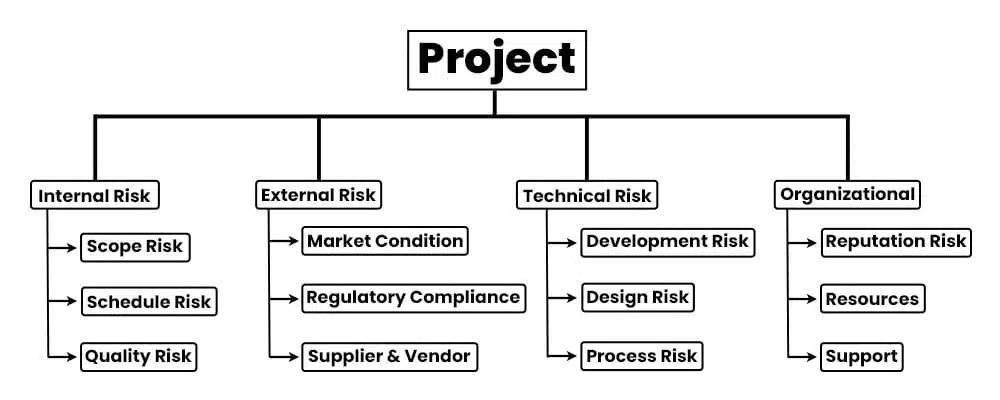 Project
Internal Risk
External Risk
Technical Risk
Organizational
Scope Risk
Market Condition
Development Risk
Reputation Risk
Schedule Risk
Regulatory Compliance
Design Risk
Resources
Quality Risk
Supplier & Vendor
Process Risk
Support